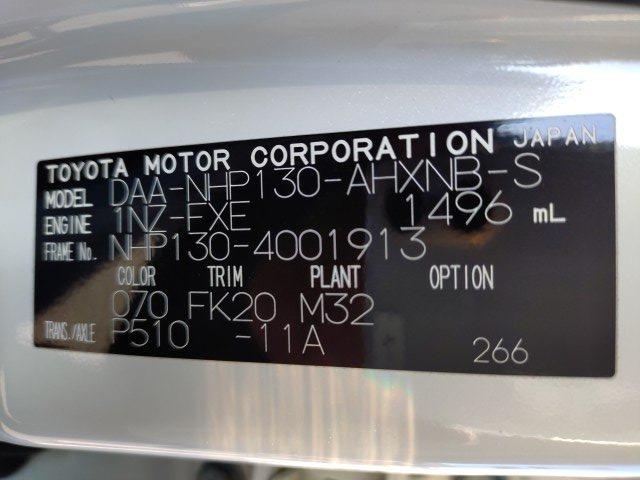 TOYOTA MOTOR CORPORATION JAPAN
MODEL DAA-NHP130-AHXNB-S
ENGINE 1NZ-FXE 1496 mL
FRAME No. NHP130-4001913
COLOR TRIM PLANT OPTION
070 FK20 M32
TRANS./AXLE P510 -11A
266